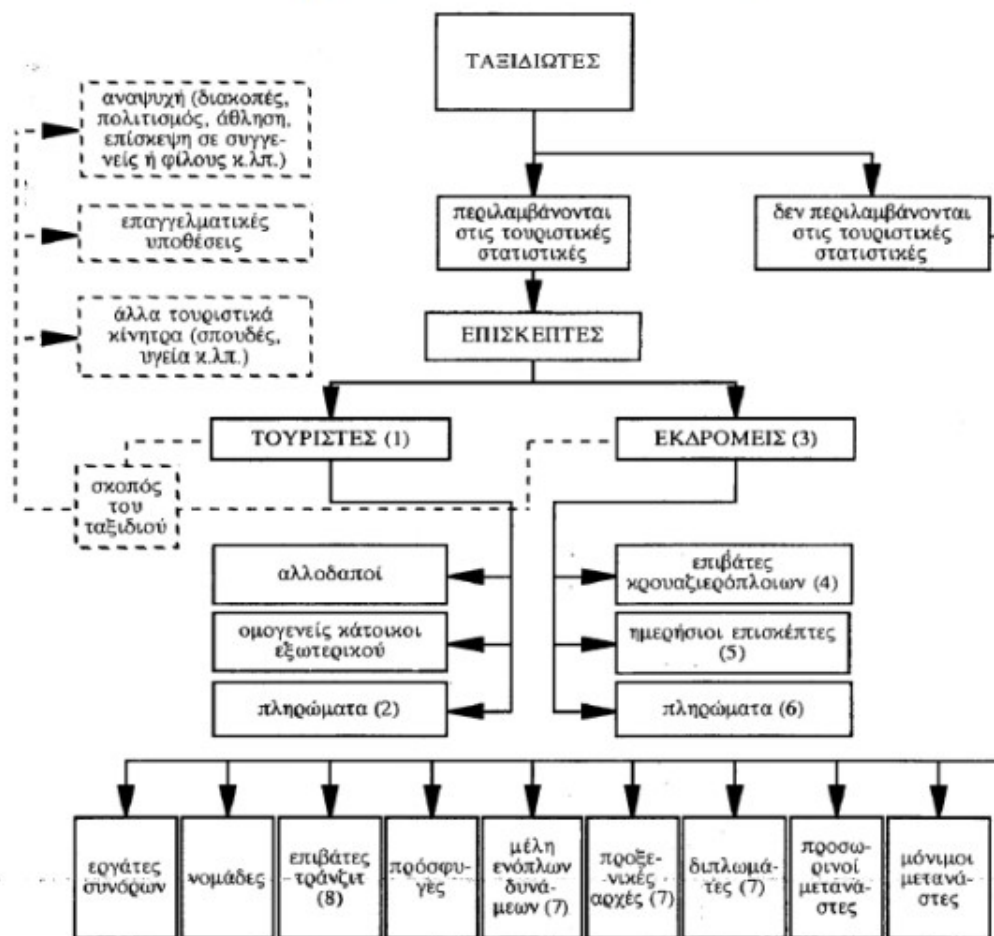 ΤΑΞΙΔΙΩΤΕΣ
αναψυχή (διακοπές,
πολιτισμός, άθληση,
επίσκεψη σε συγγε-
νείς ή φίλους κ.λπ.)
επαγγελματικές
υποθέσεις
άλλα τουριστικά
κίνητρα (σπουδές,
υγεία κ.λπ.)
περιλαμβάνονται
στις τουριστικές
στατιστικές
δεν περιλαμβάνονται
στις τουριστικές
στατιστικές
ΕΠΙΣΚΕΠΤΕΣ
ΤΟΥΡΙΣΤΕΣ (1)
ΕΚΔΡΟΜΕΙΣ (3)
σκοπός
του
ταξιδιού
αλλοδαποί
ομογενείς κάτοικοι
εξωτερικού
πληρώματα (2)
επιβάτες
κρουαζιερόπλοιων (4)
ημερήσιοι επισκέπτες
(5)
πληρώματα (6)
εργάτες
συνόρων
νομάδες
επιβάτες
τράνζιτ
(8)
πρόσφυ-
γες
μέλη
ενόπλων
δυνά-
μεων (7)
προξε-
νικές
αρχές (7)
διπλωμά-
τες (7)
προσω-
ρινοί
μετανά-
στες
μόνιμοι
μετανά-
στες